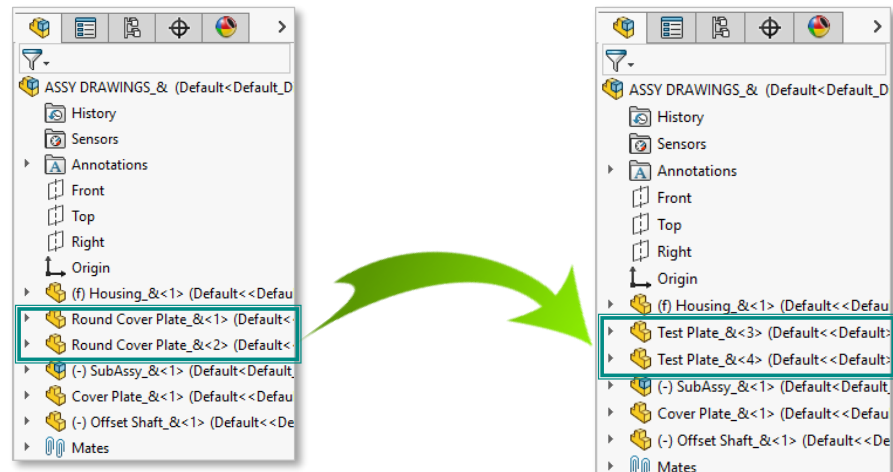 ASSY DRAWINGS_& (Default<Default_D
History
Sensors
Annotations
Front
Top
Right
Origin
(f) Housing_&<1> (Default<<Defau
Round Cover Plate_&<1> (Default<
Round Cover Plate_&<2> (Default<
(-) SubAssy_&<1> (Default<Default_
Cover Plate_&<1> (Default<<Defau
(-) Offset Shaft_&<1> (Default<<De
Mates
ASSY DRAWINGS_& (Default<Default_D
History
Sensors
Annotations
Front
Top
Right
Origin
(f) Housing_&<1> (Default<<Defau
Test Plate_&<3> (Default<<Default>
Test Plate_&<4> (Default<<Default>
(-) SubAssy_&<1> (Default<Default_
Cover Plate_&<1> (Default<<Defau
(-) Offset Shaft_&<1> (Default<<De
Mates